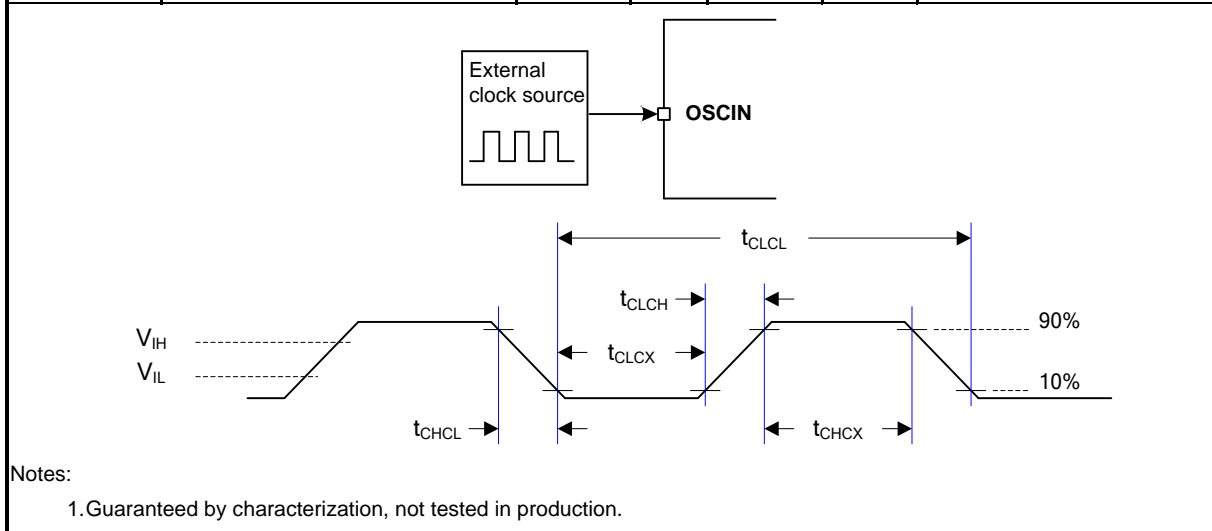 External
clock source
OSCIN
tCLCL
tCLCH
90%
VIH
tCLCX
VIL
10%
tCHCL
tCHCX
Notes:
1.Guaranteed by characterization, not tested in production.